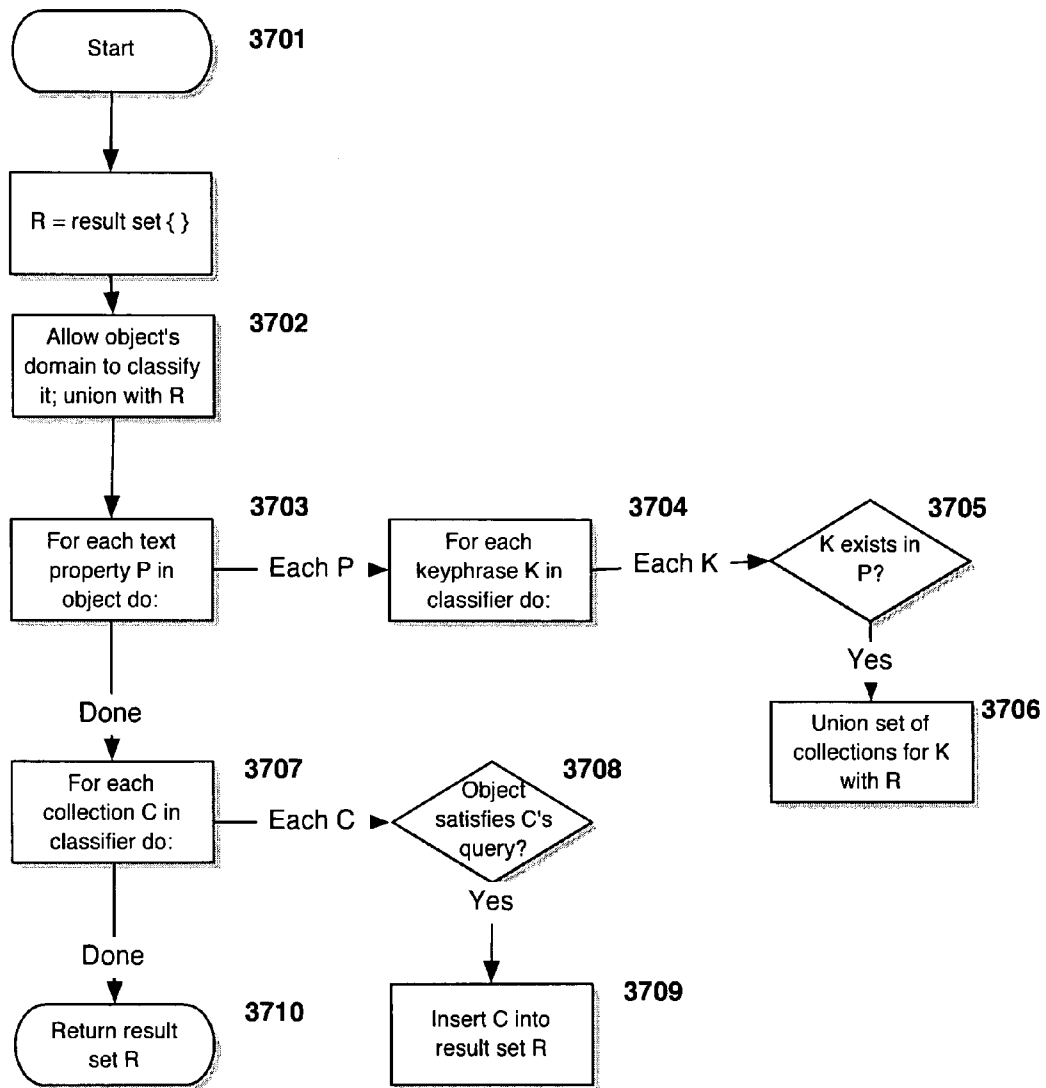 Start
3701
R = result set { }
3702
Allow object's
domain to classify
it; union with R
3703
For each text
property P in
object do:
Each P
3704
For each
keyphrase K in
classifier do:
Each K
3705
K exists in
P?
Yes
3706
Union set of
collections for K
with R
Done
3707
For each
collection C in
classifier do:
Each C
3708
Object
satisfies C's
query?
Yes
3709
Insert C into
result set R
Done
3710
Return result
set R